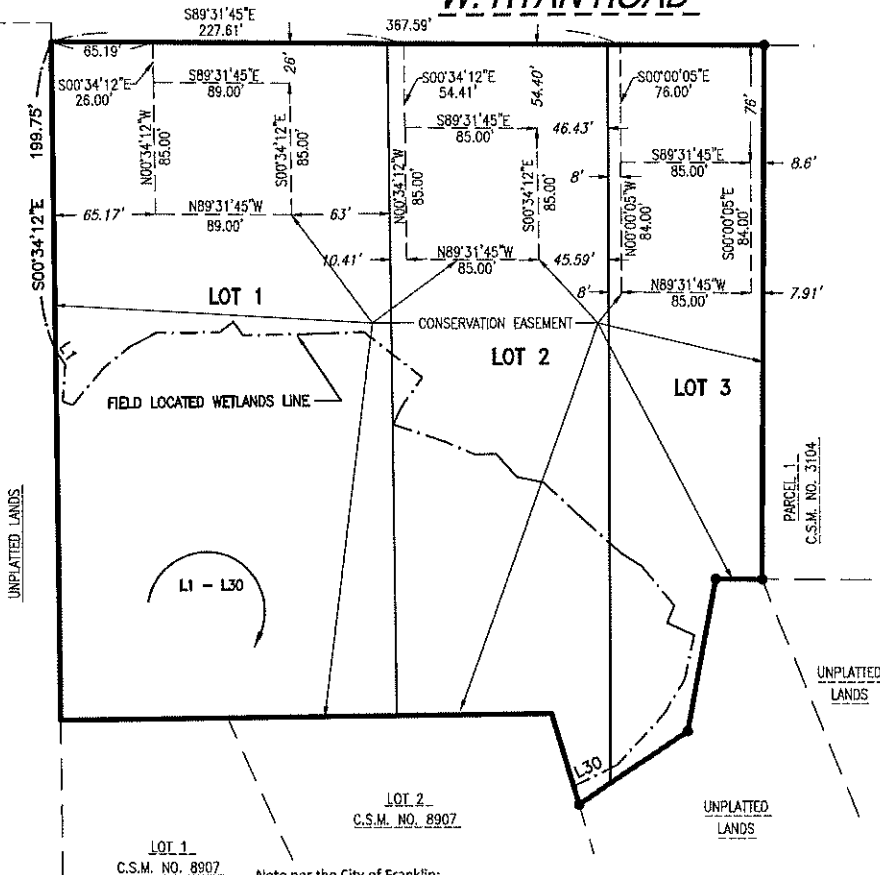 W. TITAN ROAD
S89°31'45"E
227.61'
367.59'
65.19'
26'
S00°34'12"E
26.00'
S89°31'45"E
89.00'
S00°34'12"E
54.41'
54.40'
S00°00'05"E
76.00'
76'
199.75'
S00°34'12"E
N00°34'12"W
85.00'
S00°34'12"E
85.00'
N00°34'12"W
85.00'
S89°31'45"E
85.00'
46.43'
S00°34'12"E
85.00'
8'
S89°31'45"E
85.00'
8.6'
N00°00'05"W
84.00'
S00°00'05"E
84.00'
65.17'
N89°31'45"W
89.00'
63'
10.41'
N89°31'45"W
85.00'
45.59'
8'
N89°31'45"W
85.00'
7.91'
LOT 1
CONSERVATION EASEMENT
LOT 2
LOT 3
L1
FIELD LOCATED WETLANDS LINE
PARCEL 1
C.S.M. NO. 3104
UNPLATTED LANDS
L1 - L30
UNPLATTED
LANDS
L30
LOT 2
C.S.M. NO. 8907
UNPLATTED
LANDS
LOT 1
C.S.M. NO. 8907
Note per the City of Franklin: